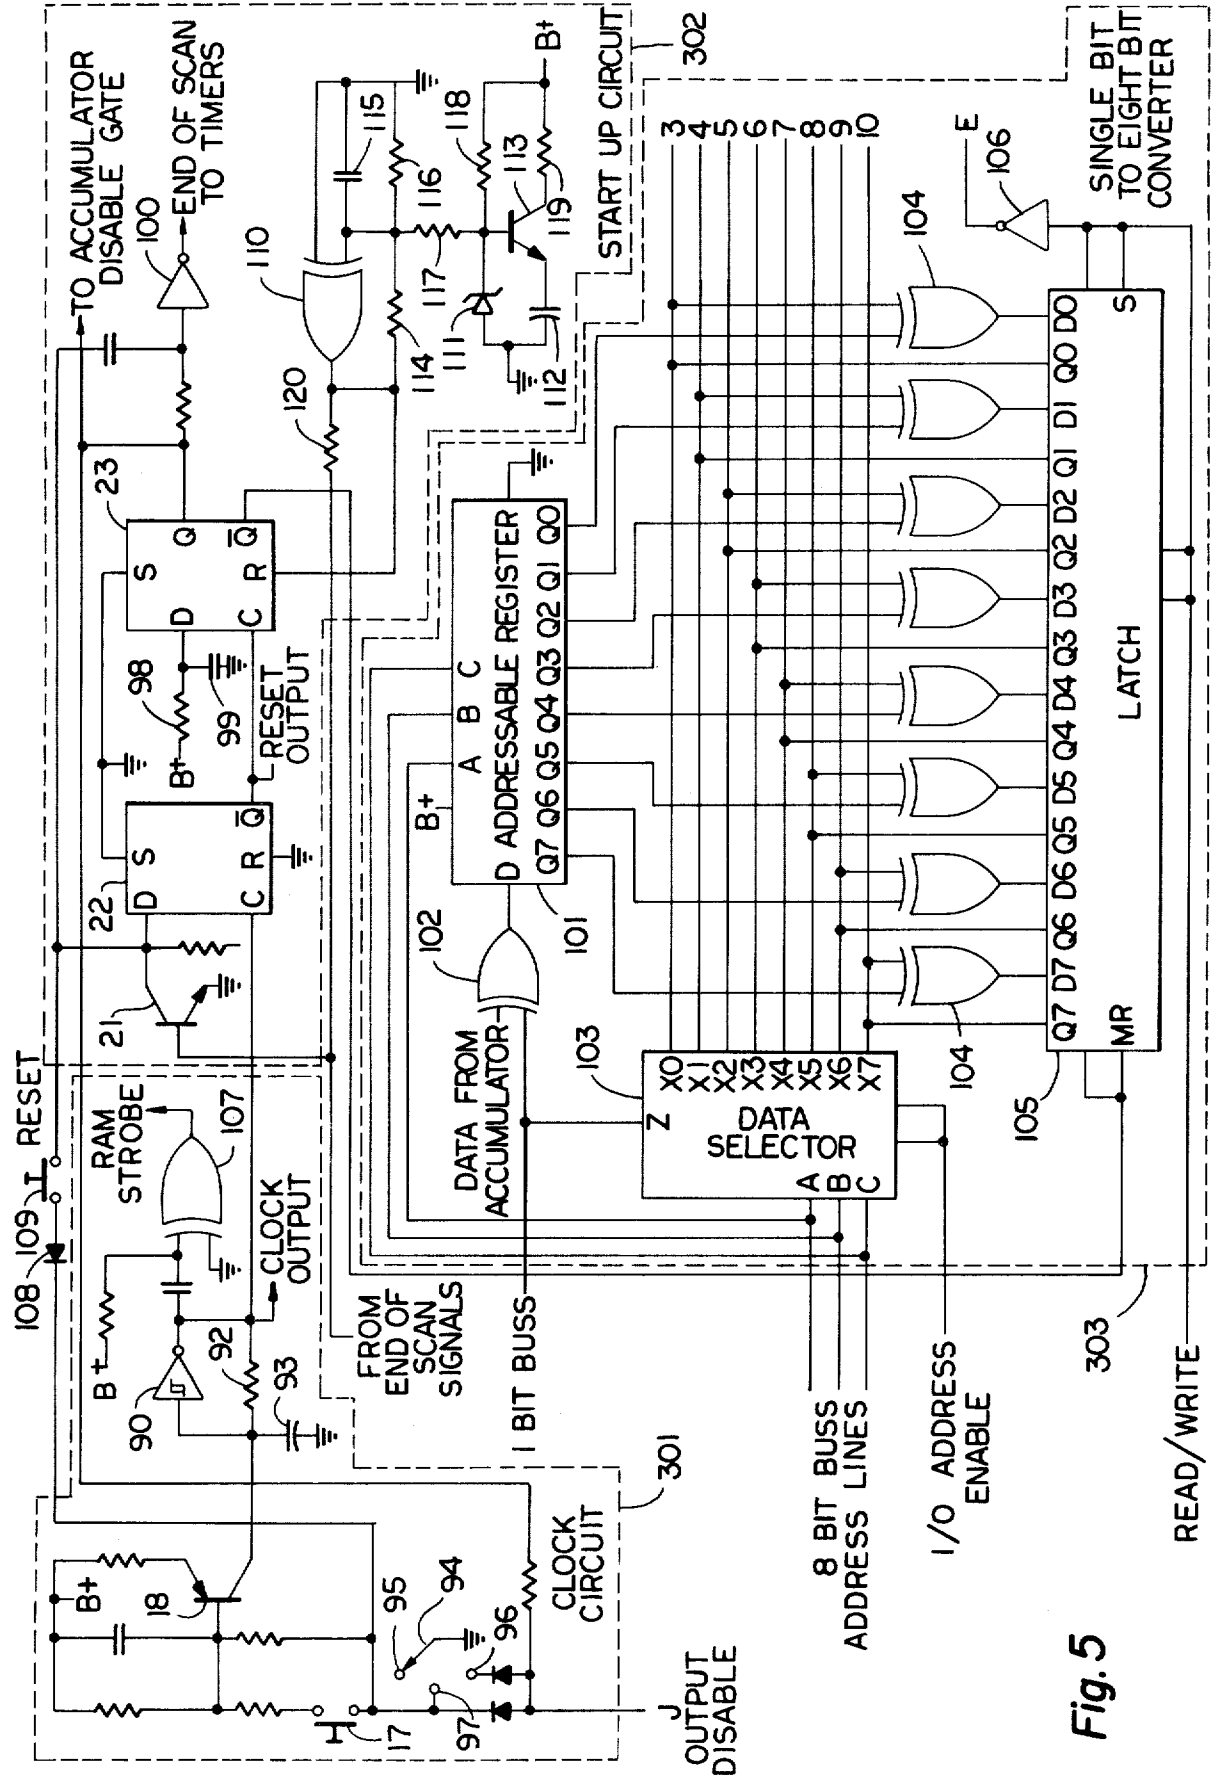 TO ACCUMULATOR
DISABLE GATE
END OF SCAN
TO TIMERS
100
23
22
21
S
D
Q
Q
C
R
98
99
B+
RESET
OUTPUT
S
D
Q
C
R
RESET
109
108
RAM
STROBE
107
B+
90
92
93
CLOCK
OUTPUT
B+
18
17
95
94
96
97
CLOCK
CIRCUIT
301
J
OUTPUT
DISABLE
110
115
116
117
118
113
119
111
112
114
120
B+
START UP CIRCUIT
302
FROM
END OF
SCAN
SIGNALS
1 BIT BUSS
DATA FROM
ACCUMULATOR
102
101
B+
A
B
C
D ADDRESSABLE REGISTER
Q7 Q6 Q5 Q4 Q3 Q2 Q1 Q0
103
Z
DATA
SELECTOR
A
B
C
X0
X1
X2
X3
X4
X5
X6
X7
3
4
5
6
7
8
9
10
8 BIT BUSS
ADDRESS LINES
I/O ADDRESS
ENABLE
104
104
105
Q7 D7 Q6 D6 Q5 D5 Q4 D4 Q3 D3 Q2 D2 Q1 D1 Q0 D0
MR
LATCH
S
E
106
SINGLE BIT
TO EIGHT BIT
CONVERTER
303
READ/WRITE
Fig. 5